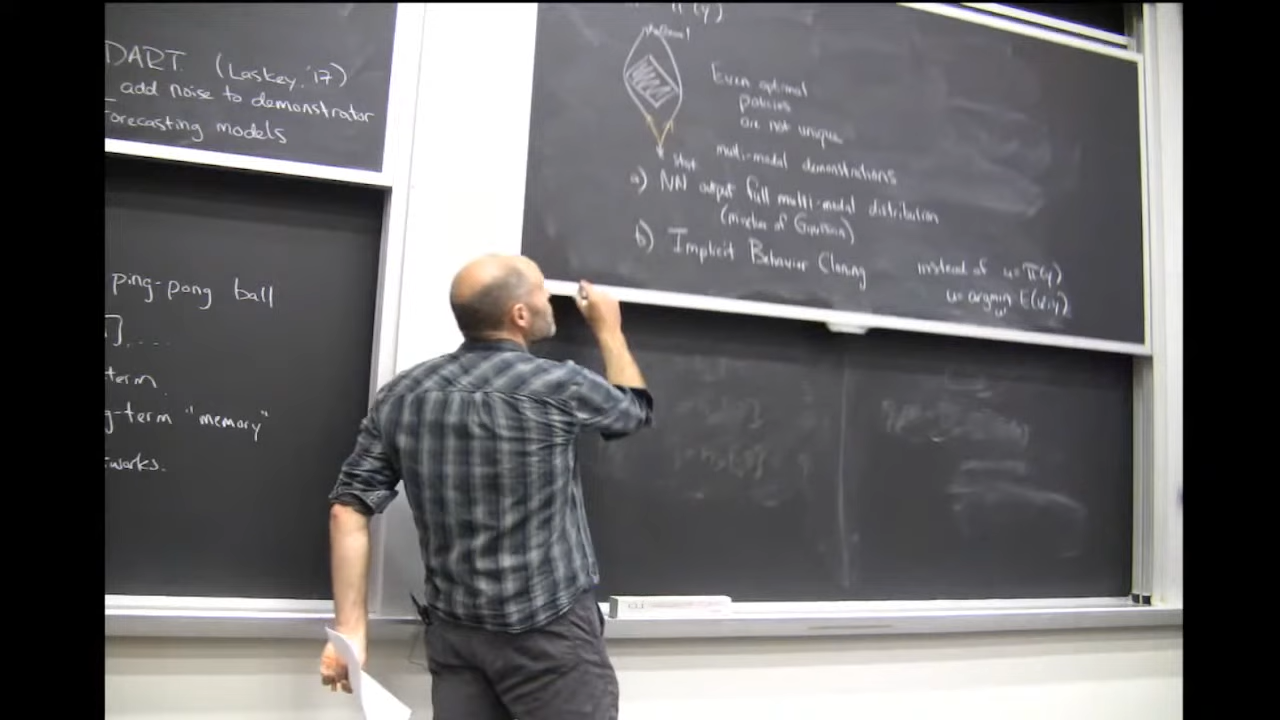 DART. (Laskey, '17)
add noise to demonstrator
Forecasting models
ping-pong ball
], ....
term.
g-term "memory"
works.
π(y)
Even optimal
policies
are not unique
start
multi-modal demonstrations
a) NN output full multi-modal distribution
(mixture of Gaussian)
b) Implicit Behavior Cloning
instead of u=π(y)
u=argmin E(u',y)
u'